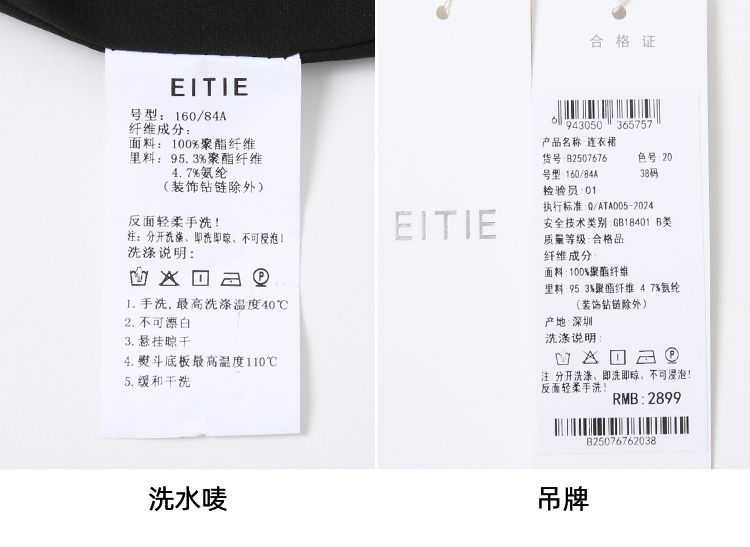 EITIE
号型: 160/84A
纤维成分:
面料: 100%聚酯纤维
里料: 95.3%聚酯纤维
4.7%氨纶
(装饰钻链除外)
反面轻柔手洗!
注: 分开洗涤、即洗即晾、不可浸泡!
洗涤说明:
1.手洗,最高洗涤温度40℃
2.不可漂白
3.悬挂晾干
4.熨斗底板最高温度110℃
5.缓和干洗
洗水唛
EITIE
合格证
6 943050 365757
产品名称:连衣裙
货号:B2507676 色号:20
号型:160/84A 38码
检验员:01
执行标准:Q/ATA005-2024
安全技术类别:GB18401 B类
质量等级:合格品
纤维成分:
面料:100%聚酯纤维
里料 95.3%聚酯纤维 4.7%氨纶
(装饰钻链除外)
产地:深圳
洗涤说明:
注:分开洗涤、即洗即晾、不可浸泡!
反面轻柔手洗!
RMB:2899
B25076762038
吊牌